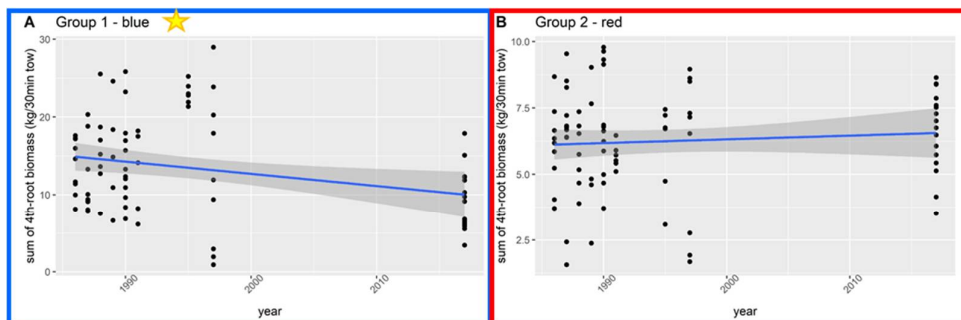 A Group 1 - blue
sum of 4th-root biomass (kg/30min tow)
30
20
10
0
1990
2000
2010
year
B Group 2 - red
sum of 4th-root biomass (kg/30min tow)
10.0
7.5
5.0
2.5
1990
2000
2010
year